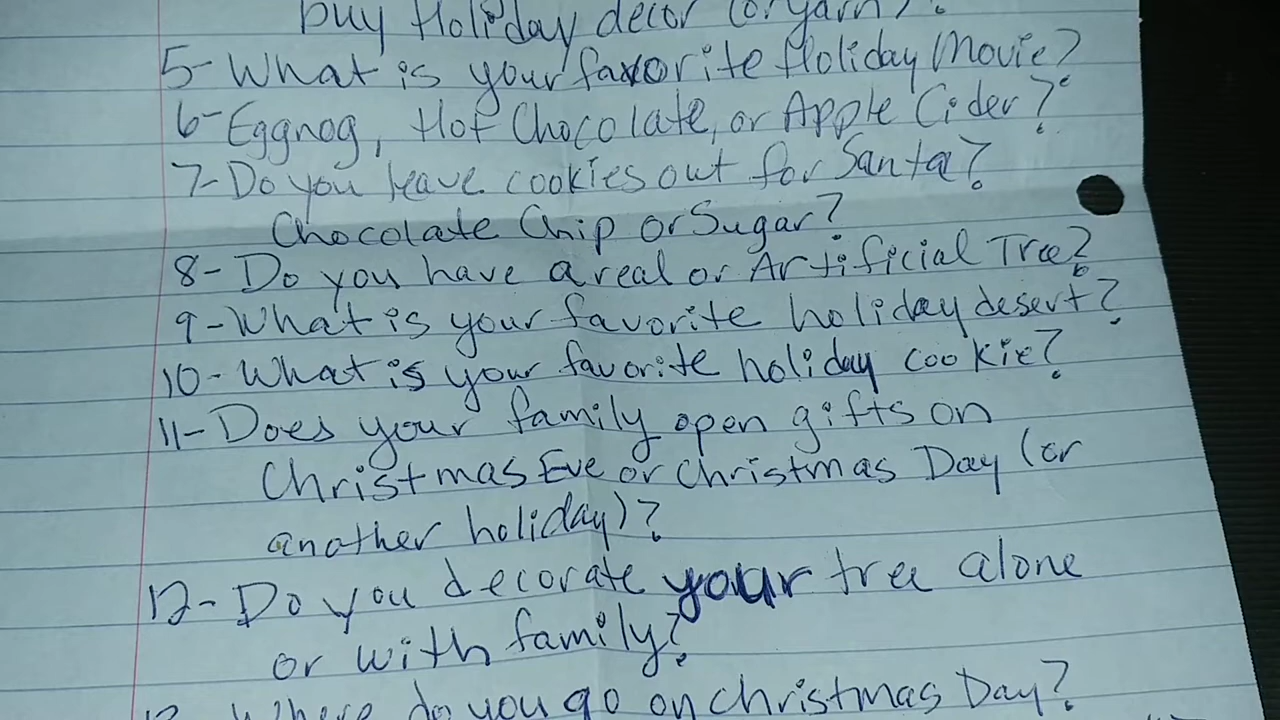 buy Holiday decor (or yarn)?
5-What is your favorite Holiday Movie?
6-Eggnog, Hot Chocolate, or Apple Cider?
7-Do you leave cookies out for Santa?
Chocolate Chip or Sugar?
8-Do you have a real or Artificial Tree?
9-What is your favorite holiday desert?
10-What is your favorite holiday cookie?
11-Does your family open gifts on
Christmas Eve or Christmas Day (or
another holiday)?
12-Do you decorate your tree alone
or with family?
13 Where do you go on Christmas Day?